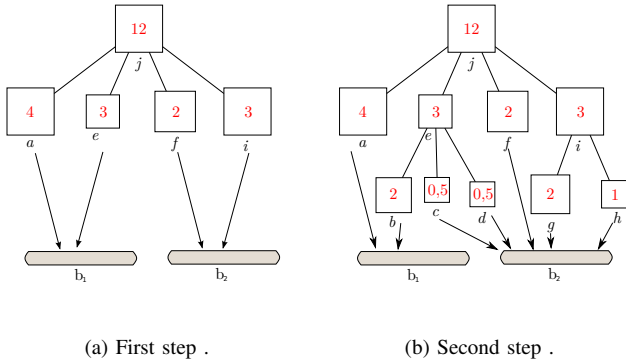 12
j
4
3
2
3
a
e
f
i
b₁
b₂
(a) First step .
12
j
4
3
2
3
a
e
f
i
2
0,5
0,5
2
1
b
c
d
g
h
b₁
b₂
(b) Second step .